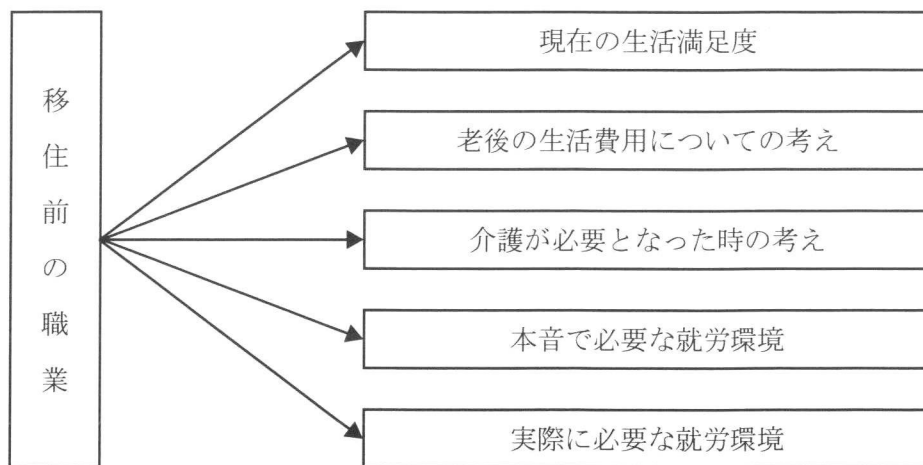 移住前の職業
現在の生活満足度
老後の生活費用についての考え
介護が必要となった時の考え
本音で必要な就労環境
実際に必要な就労環境